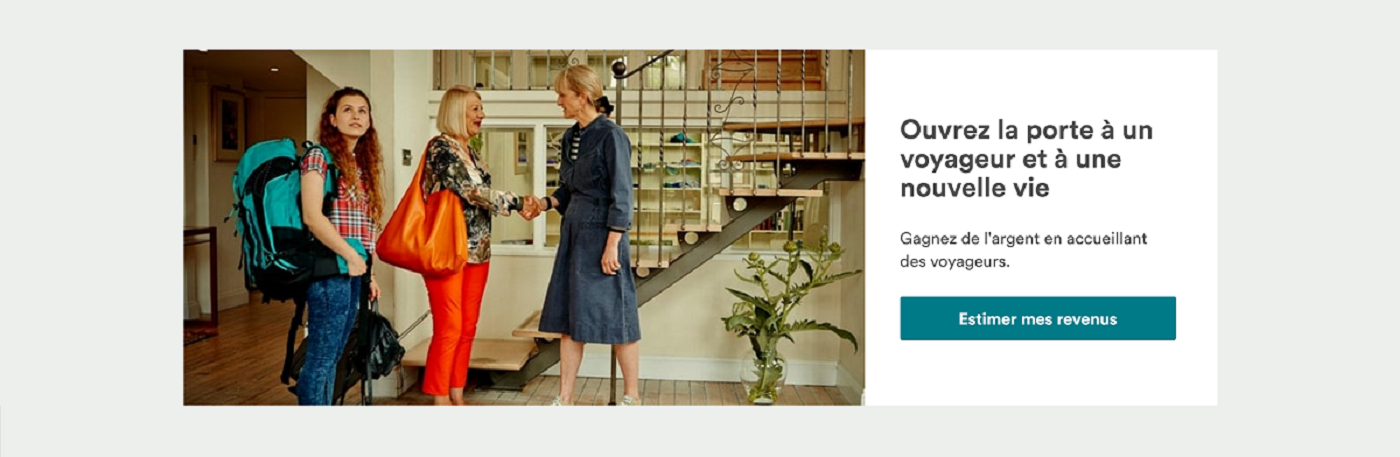 Ouvrez la porte à un
voyageur et à une
nouvelle vie
Gagnez de l'argent en accueillant
des voyageurs.
Estimer mes revenus